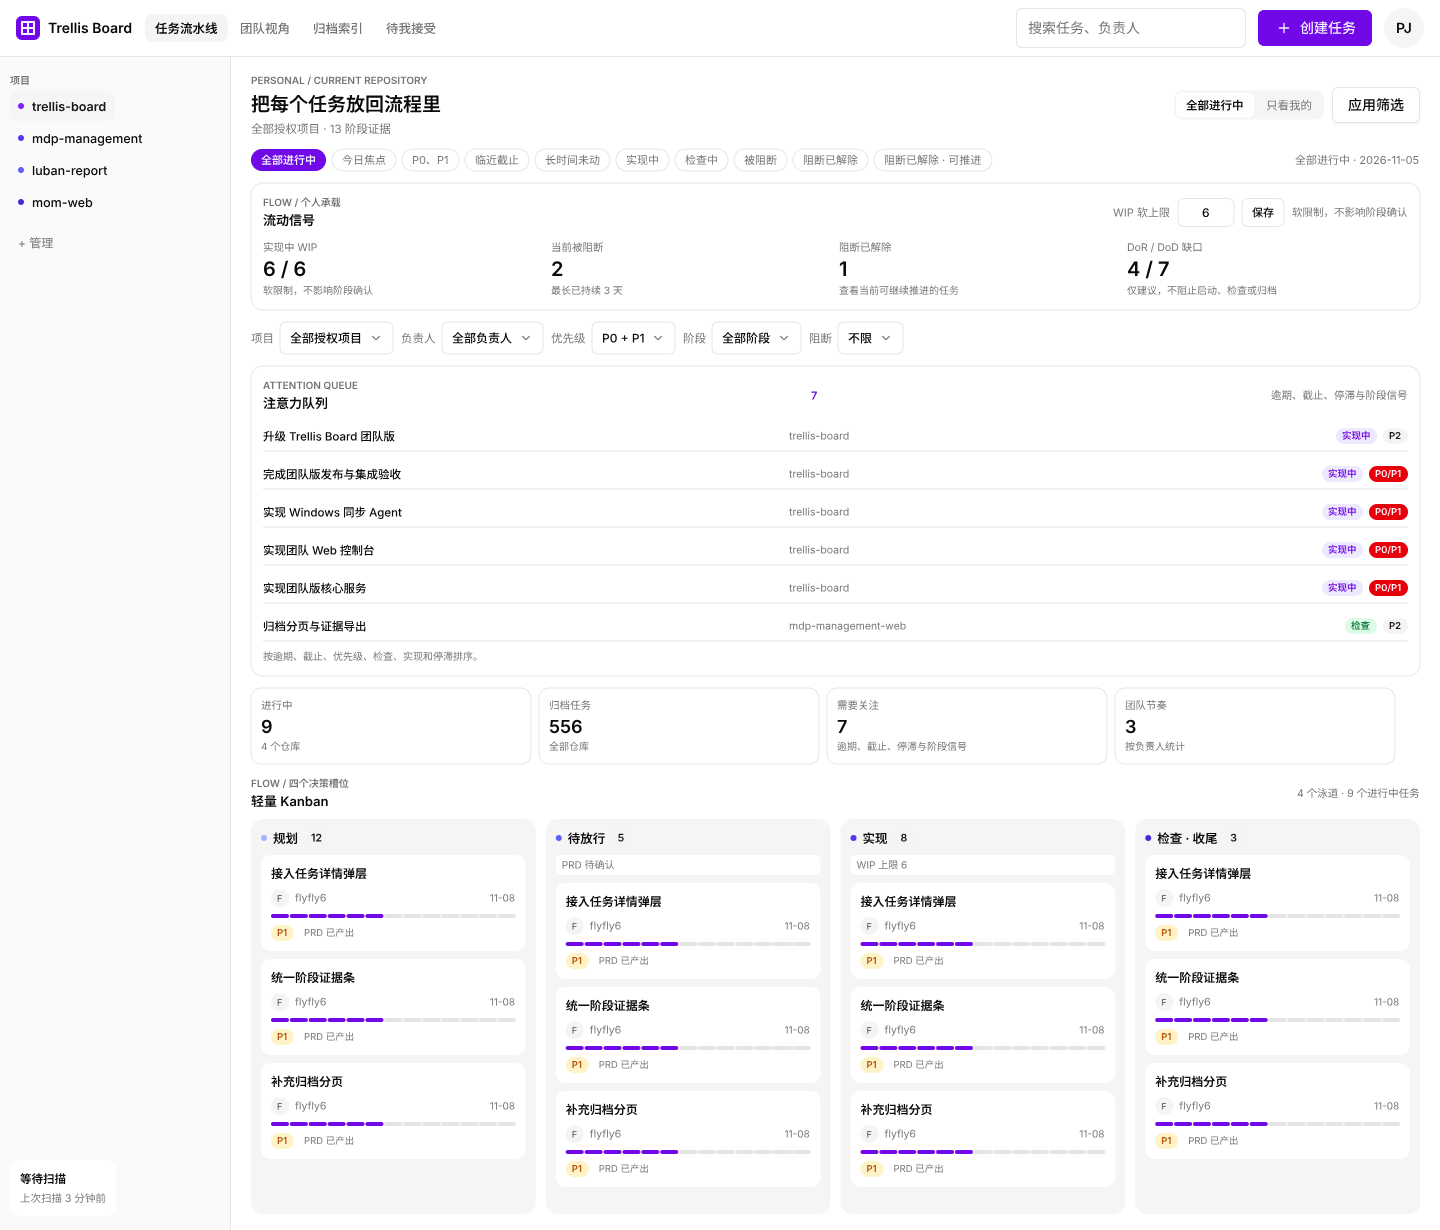 Trellis Board
任务流水线
团队视角
归档索引
待我接受
搜索任务、负责人
+ 创建任务
PJ
项目
trellis-board
mdp-management
luban-report
mom-web
+ 管理
等待扫描
上次扫描 3 分钟前
PERSONAL / CURRENT REPOSITORY
把每个任务放回流程里
全部授权项目 · 13 阶段证据
全部进行中
只看我的
应用筛选
全部进行中
今日焦点
P0、P1
临近截止
长时间未动
实现中
检查中
被阻断
阻断已解除
阻断已解除 · 可推进
全部进行中 · 2026-11-05
FLOW / 个人承载
流动信号
WIP 软上限
6
保存
软限制，不影响阶段确认
实现中 WIP
6 / 6
软限制，不影响阶段确认
当前被阻断
2
最长已持续 3 天
阻断已解除
1
查看当前可继续推进的任务
DoR / DoD 缺口
4 / 7
仅建议，不阻止启动、检查或归档
项目
全部授权项目
负责人
全部负责人
优先级
P0 + P1
阶段
全部阶段
阻断
不限
ATTENTION QUEUE
注意力队列
7
逾期、截止、停滞与阶段信号
升级 Trellis Board 团队版
trellis-board
实现中
P2
完成团队版发布与集成验收
trellis-board
实现中
P0/P1
实现 Windows 同步 Agent
trellis-board
实现中
P0/P1
实现团队 Web 控制台
trellis-board
实现中
P0/P1
实现团队版核心服务
trellis-board
实现中
P0/P1
归档分页与证据导出
mdp-management-web
检查
P2
按逾期、截止、优先级、检查、实现和停滞排序。
进行中
9
4 个仓库
归档任务
556
全部仓库
需要关注
7
逾期、截止、停滞与阶段信号
团队节奏
3
按负责人统计
FLOW / 四个决策槽位
轻量 Kanban
4 个泳道 · 9 个进行中任务
规划 12
接入任务详情弹层
F flyfly6 11-08
P1 PRD 已产出
统一阶段证据条
F flyfly6 11-08
P1 PRD 已产出
补充归档分页
F flyfly6 11-08
P1 PRD 已产出
待放行 5
PRD 待确认
接入任务详情弹层
F flyfly6 11-08
P1 PRD 已产出
统一阶段证据条
F flyfly6 11-08
P1 PRD 已产出
补充归档分页
F flyfly6 11-08
P1 PRD 已产出
实现 8
WIP 上限 6
接入任务详情弹层
F flyfly6 11-08
P1 PRD 已产出
统一阶段证据条
F flyfly6 11-08
P1 PRD 已产出
补充归档分页
F flyfly6 11-08
P1 PRD 已产出
检查 · 收尾 3
接入任务详情弹层
F flyfly6 11-08
P1 PRD 已产出
统一阶段证据条
F flyfly6 11-08
P1 PRD 已产出
补充归档分页
F flyfly6 11-08
P1 PRD 已产出